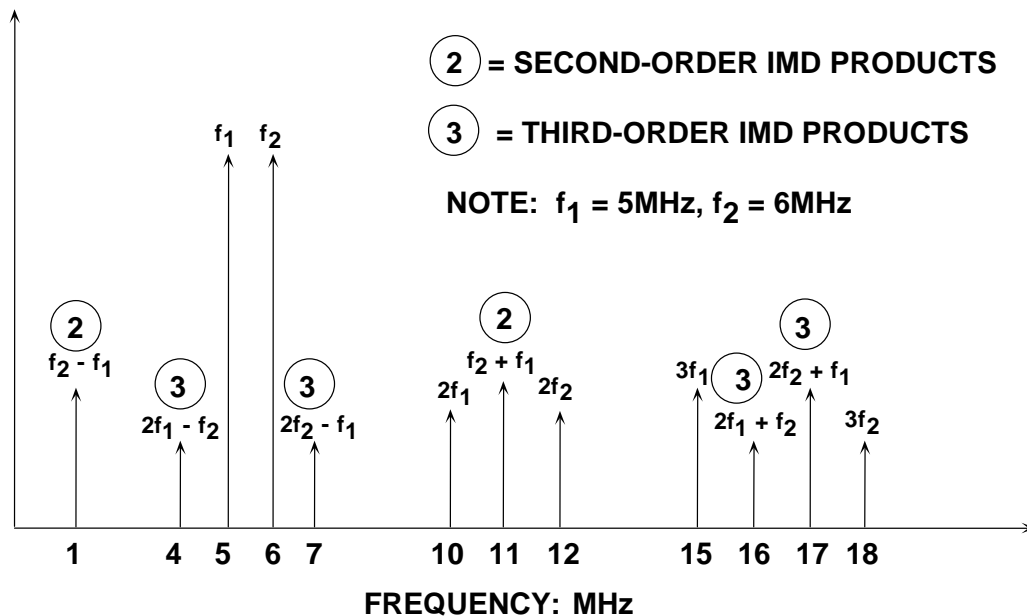 2 = SECOND-ORDER IMD PRODUCTS
3 = THIRD-ORDER IMD PRODUCTS
NOTE: f1 = 5MHz, f2 = 6MHz
f1 f2
2
f2 - f1
3
2f1 - f2
3
2f2 - f1
2
f2 + f1
2f1
2f2
3
2f2 + f1
3f1
3
2f1 + f2
3f2
1 4 5 6 7 10 11 12 15 16 17 18
FREQUENCY: MHz